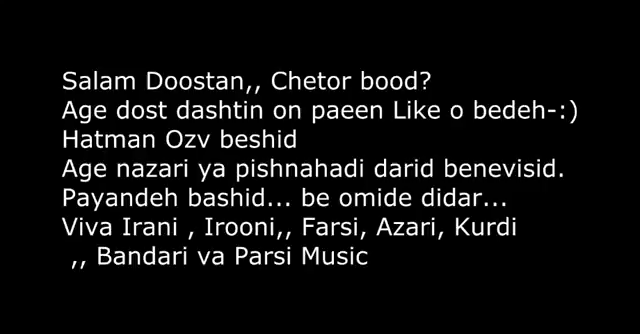 Salam Doostan,, Chetor bood?
Age dost dashtin on paeen Like o bedeh-:)
Hatman Ozv beshid
Age nazari ya pishnahadi darid benevisid.
Payandeh bashid... be omide didar...
Viva Irani , Irooni,, Farsi, Azari, Kurdi
,, Bandari va Parsi Music